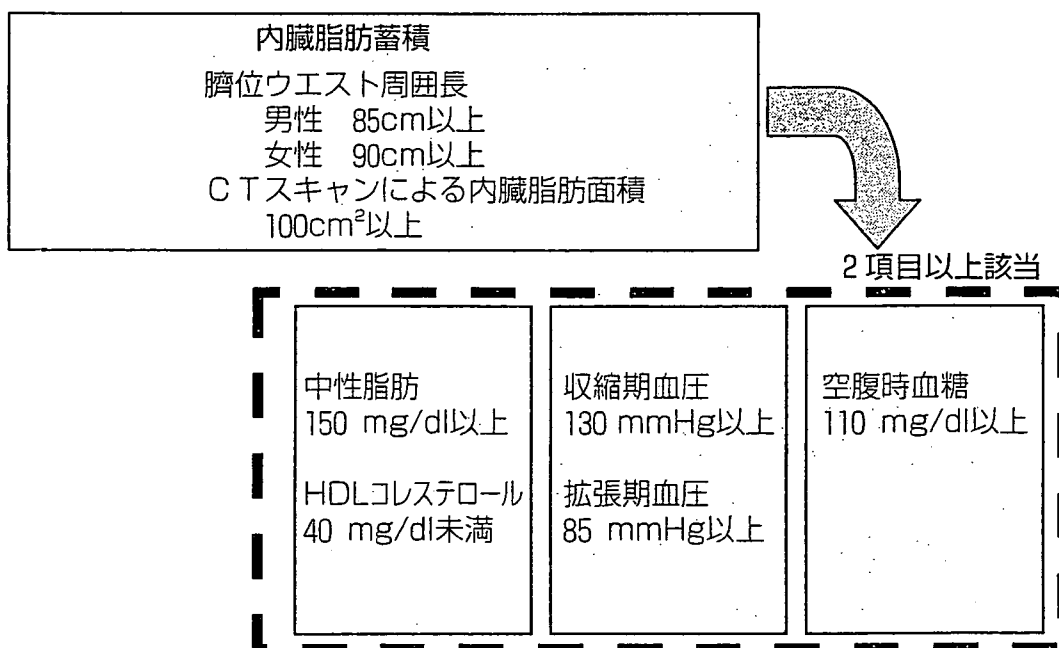 内臓脂肪蓄積
臍位ウエスト周囲長
男性 85cm以上
女性 90cm以上
CTスキャンによる内臓脂肪面積
100cm²以上
2項目以上該当
中性脂肪
150 mg/dl以上
HDLコレステロール
40 mg/dl未満
収縮期血圧
130 mmHg以上
拡張期血圧
85 mmHg以上
空腹時血糖
110 mg/dl以上